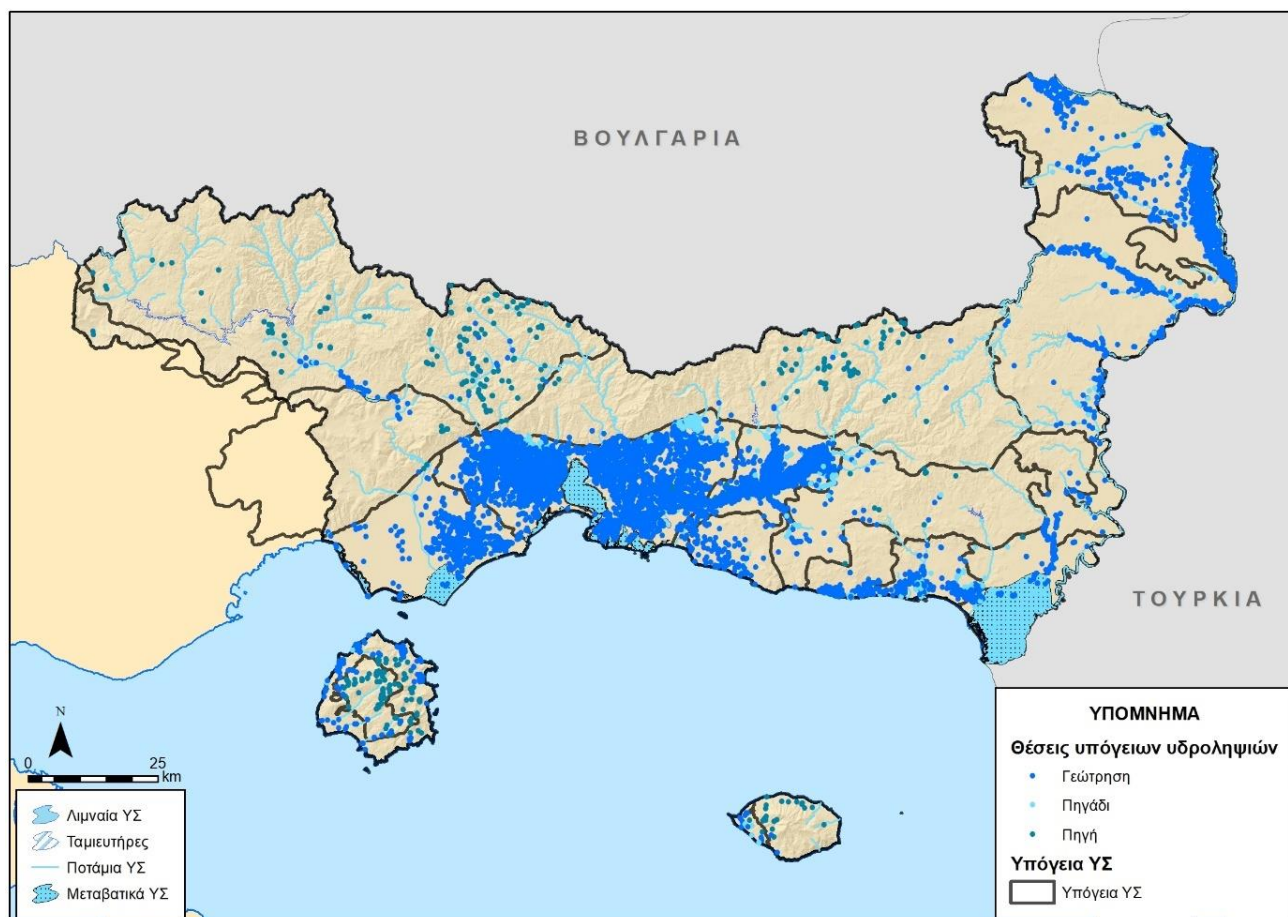 ΒΟΥΛΓΑΡΙΑ
ΤΟΥΡΚΙΑ
N
0 25
km
Λιμναία ΥΣ
Ταμιευτήρες
Ποτάμια ΥΣ
Μεταβατικά ΥΣ
ΥΠΟΜΝΗΜΑ
Θέσεις υπόγειων υδροληψιών
Γεώτρηση
Πηγάδι
Πηγή
Υπόγεια ΥΣ
Υπόγεια ΥΣ